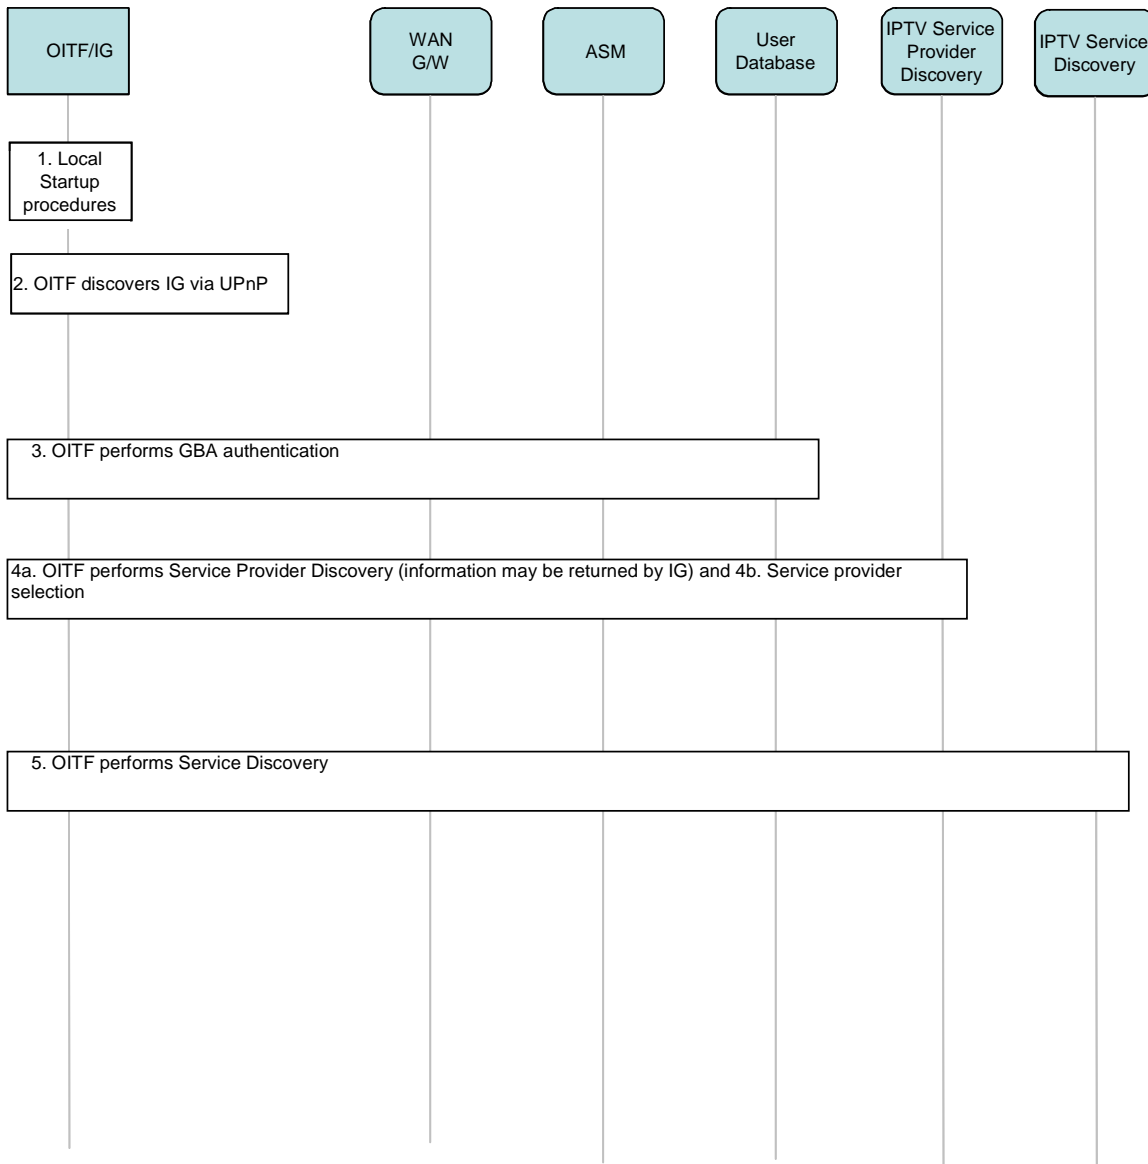 OITF/IG
WAN
G/W
ASM
User
Database
IPTV Service
Provider
Discovery
IPTV Service
Discovery
1. Local
Startup
procedures
2. OITF discovers IG via UPnP
3. OITF performs GBA authentication
4a. OITF performs Service Provider Discovery (information may be returned by IG) and 4b. Service provider
selection
5. OITF performs Service Discovery